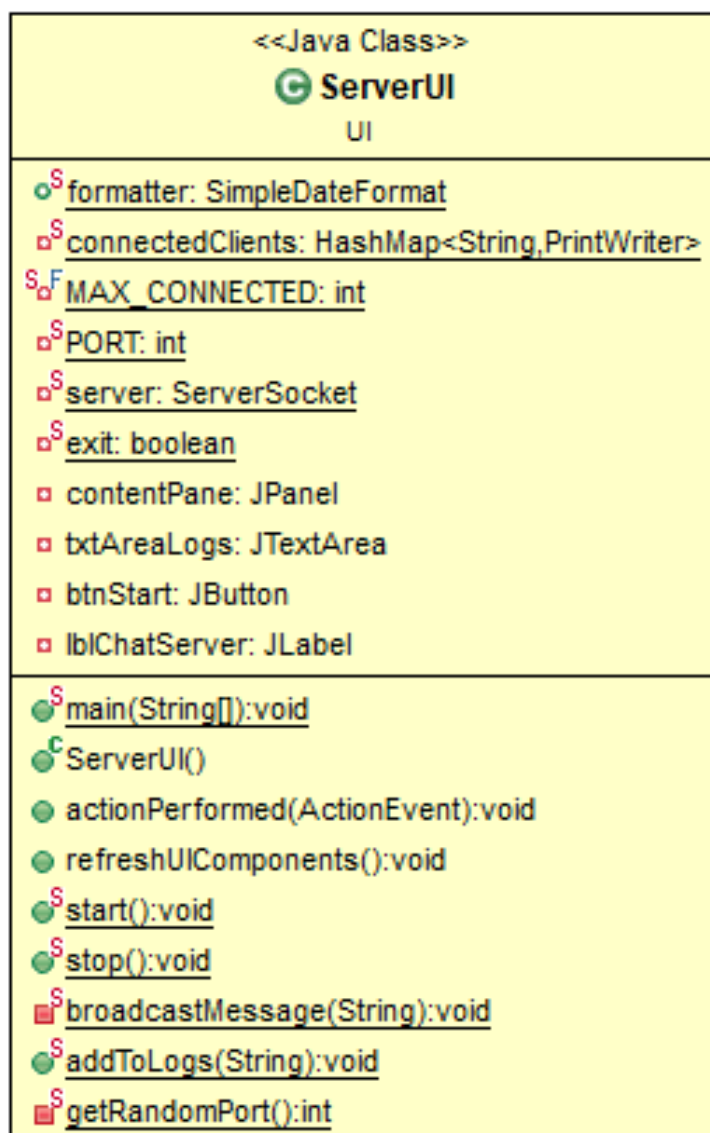 <<Java Class>>
C ServerUI
UI
S formatter: SimpleDateFormat
S connectedClients: HashMap<String,PrintWriter>
S F MAX_CONNECTED: int
S PORT: int
S server: ServerSocket
S exit: boolean
contentPane: JPanel
txtAreaLogs: JTextArea
btnStart: JButton
lblChatServer: JLabel
S main(String[]):void
C ServerUI()
actionPerformed(ActionEvent):void
refreshUIComponents():void
S start():void
S stop():void
S broadcastMessage(String):void
S addToLogs(String):void
S getRandomPort():int